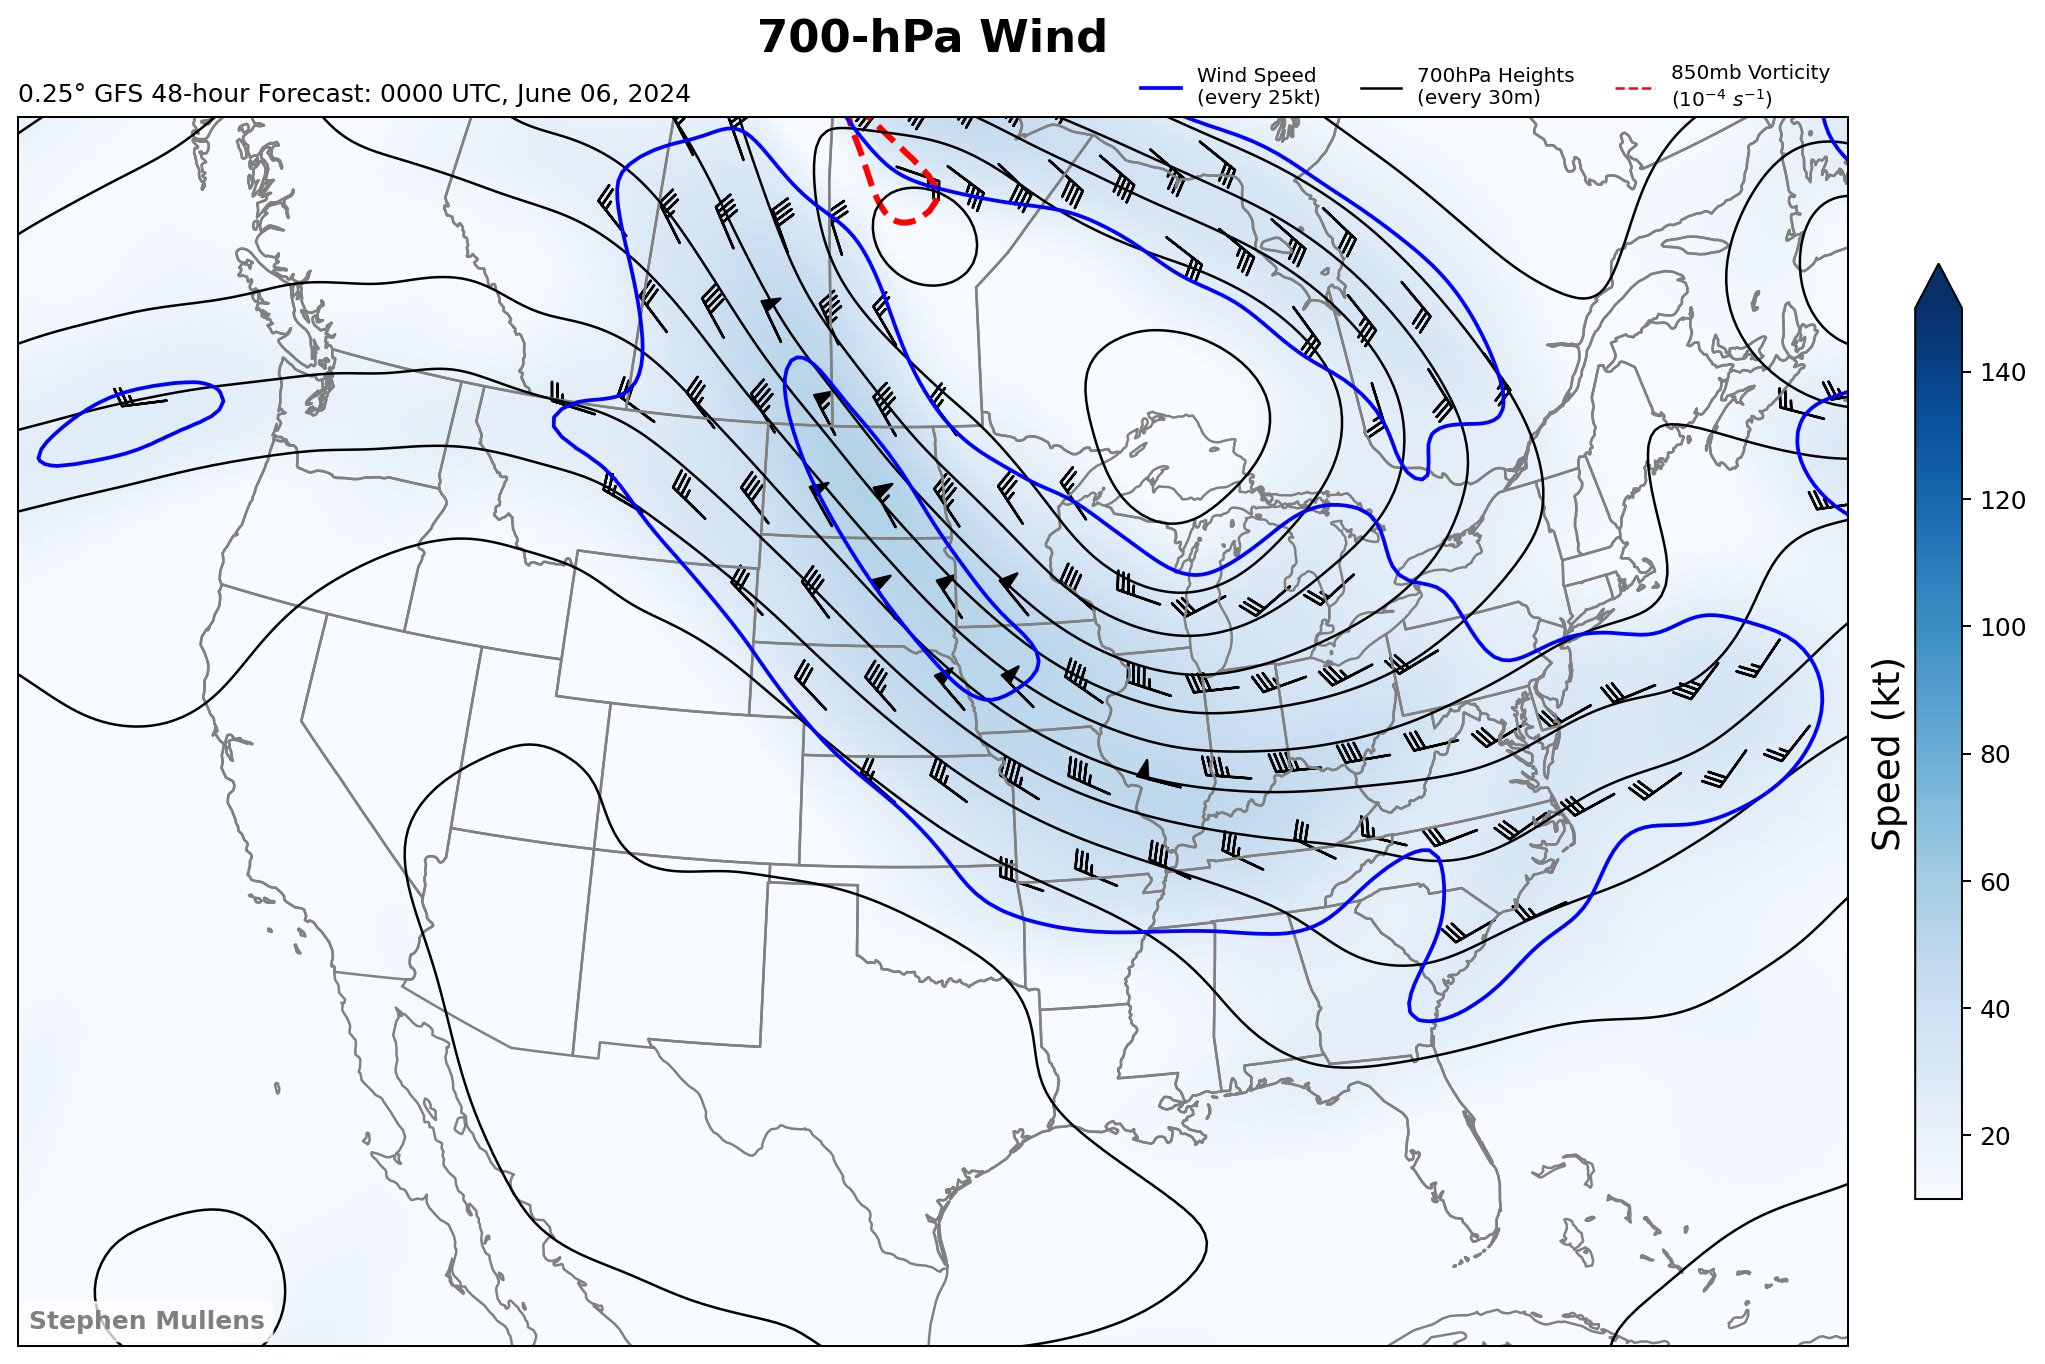 700-hPa Wind
0.25° GFS 48-hour Forecast: 0000 UTC, June 06, 2024
Wind Speed
(every 25kt)
700hPa Heights
(every 30m)
850mb Vorticity
(10⁻⁴ s⁻¹)
140
120
100
80
60
40
20
Speed (kt)
Stephen Mullens